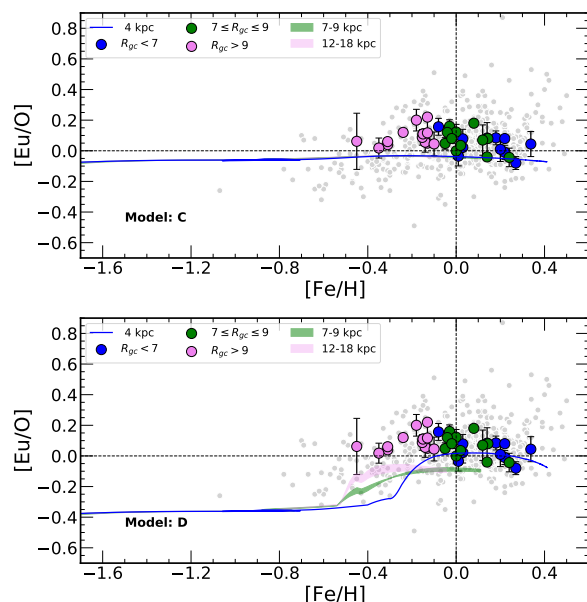 4 kpc
7 ≤ R_gc ≤ 9
7-9 kpc
R_gc < 7
R_gc > 9
12-18 kpc
[Eu/O]
0.8
0.6
0.4
0.2
0.0
−0.2
−0.4
−0.6
Model: C
−1.6
−1.2
−0.8
−0.4
0.0
0.4
[Fe/H]
4 kpc
7 ≤ R_gc ≤ 9
7-9 kpc
R_gc < 7
R_gc > 9
12-18 kpc
[Eu/O]
0.8
0.6
0.4
0.2
0.0
−0.2
−0.4
−0.6
Model: D
−1.6
−1.2
−0.8
−0.4
0.0
0.4
[Fe/H]